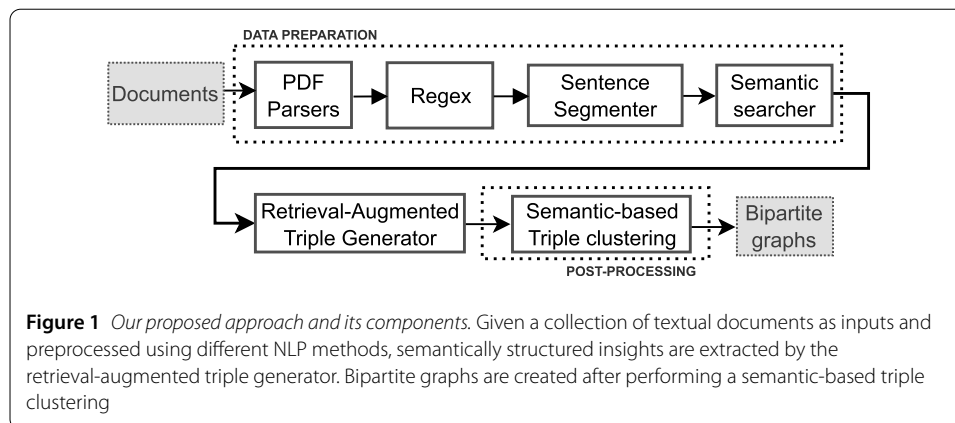 DATA PREPARATION
Documents
PDF
Parsers
Regex
Sentence
Segmenter
Semantic
searcher
Retrieval-Augmented
Triple Generator
Semantic-based
Triple clustering
Bipartite
graphs
POST-PROCESSING
Figure 1 Our proposed approach and its components. Given a collection of textual documents as inputs and
preprocessed using different NLP methods, semantically structured insights are extracted by the
retrieval-augmented triple generator. Bipartite graphs are created after performing a semantic-based triple
clustering